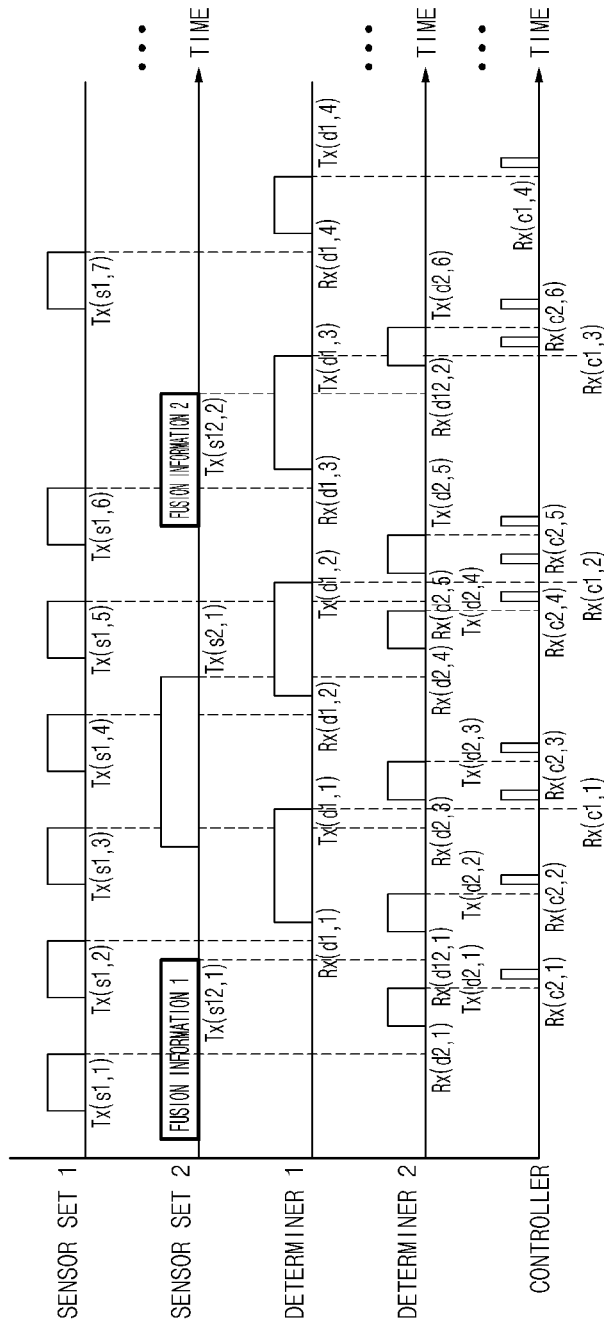 SENSOR SET 1
Tx(s1,1)
Tx(s1,2)
Tx(s1,3)
Tx(s1,4)
Tx(s1,5)
Tx(s1,6)
Tx(s1,7)
SENSOR SET 2
FUSION INFORMATION 1
Tx(s12,1)
Tx(s2,1)
FUSION INFORMATION 2
Tx(s12,2)
TIME
DETERMINER 1
Rx(d1,1)
Tx(d1,1)
Rx(d1,2)
Tx(d1,2)
Rx(d1,3)
Tx(d1,3)
Rx(d1,4)
Tx(d1,4)
DETERMINER 2
Rx(d2,1)
Tx(d2,1)
Rx(d12,1)
Tx(d2,2)
Rx(d2,3)
Tx(d2,3)
Rx(d2,4)
Tx(d2,4)
Rx(c2,5)
Tx(d2,5)
Rx(d12,2)
Tx(d2,6)
TIME
CONTROLLER
Rx(c2,1)
Rx(c2,2)
Rx(c1,1)
Rx(c2,3)
Rx(c2,4)
Rx(c1,2)
Rx(c2,5)
Rx(c1,3)
Rx(c2,6)
Rx(c1,4)
TIME